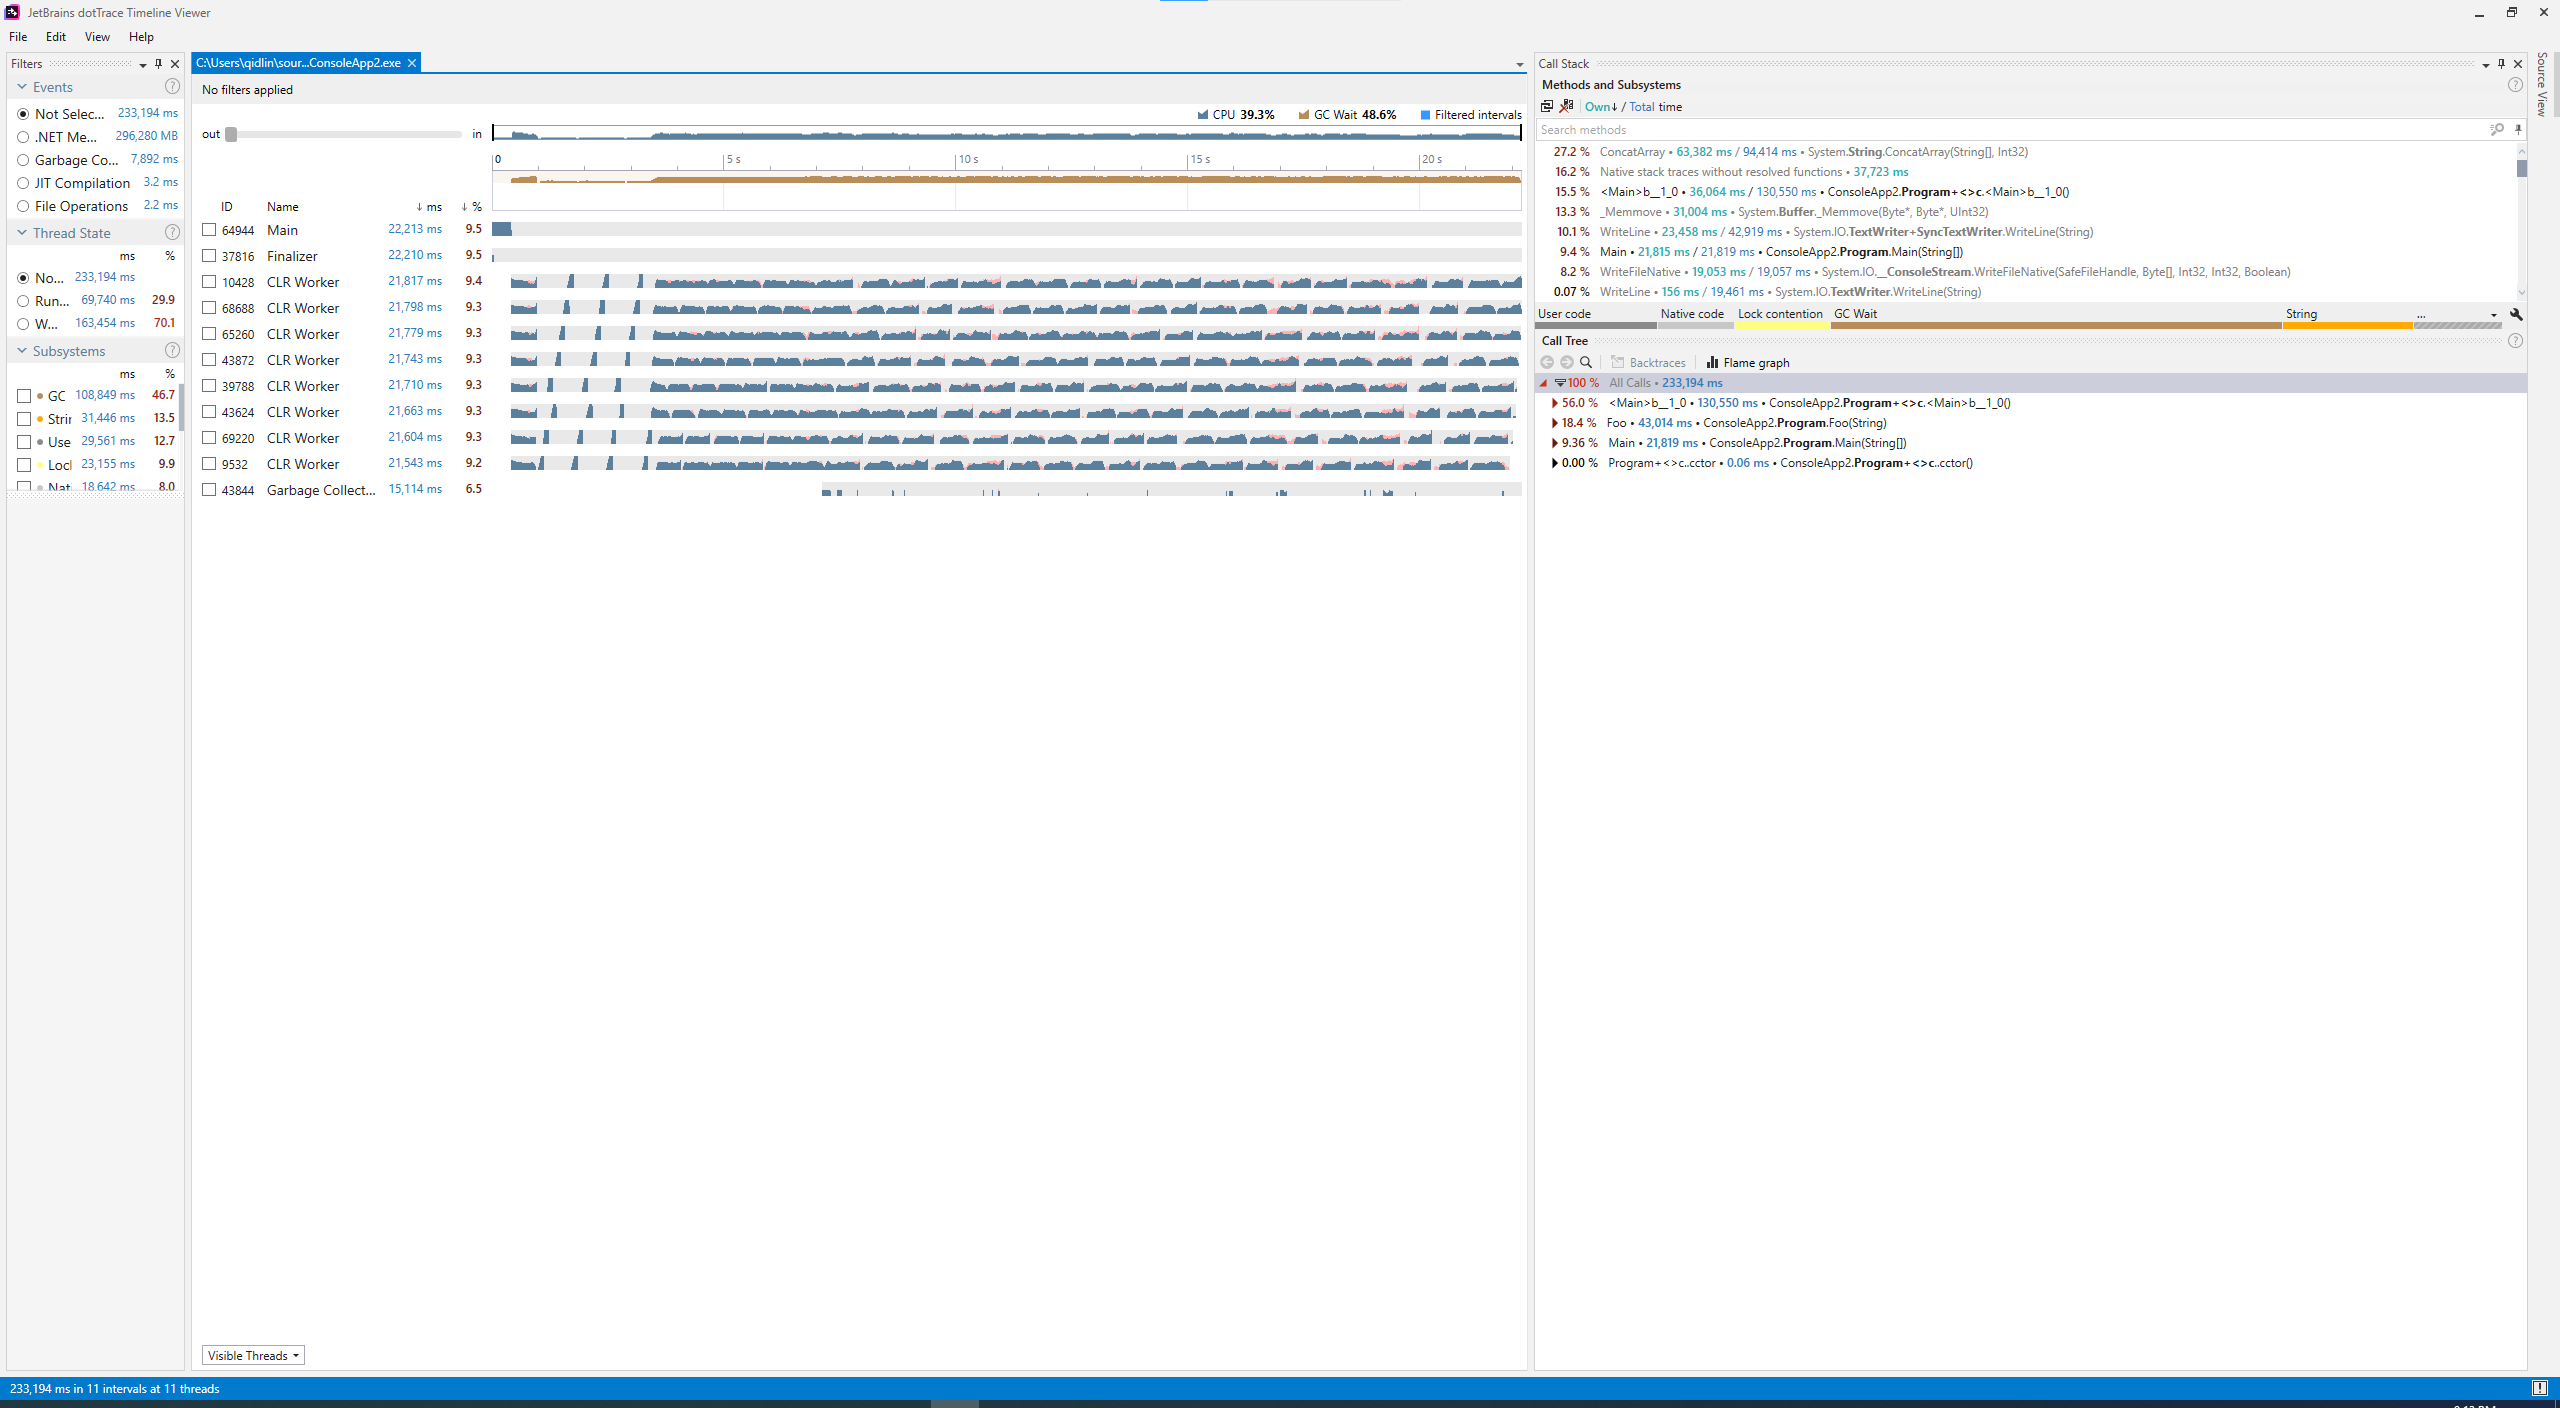 JetBrains dotTrace Timeline Viewer
File Edit View Help
Filters
Events
Not Selec... 233,194 ms
.NET Me... 296,280 MB
Garbage Co... 7,892 ms
JIT Compilation 3.2 ms
File Operations 2.2 ms
Thread State
ms %
No... 233,194 ms
Run... 69,740 ms 29.9
W... 163,454 ms 70.1
Subsystems
ms %
GC 108,849 ms 46.7
Strir 31,446 ms 13.5
Use 29,561 ms 12.7
Locl 23,155 ms 9.9
Nat 18,642 ms 8.0
C:\Users\qidlin\sour...ConsoleApp2.exe
No filters applied
CPU 39.3% GC Wait 48.6% Filtered intervals
out in
0 5 s 10 s 15 s 20 s
ID Name ↓ ms ↓ %
64944 Main 22,213 ms 9.5
37816 Finalizer 22,210 ms 9.5
10428 CLR Worker 21,817 ms 9.4
68688 CLR Worker 21,798 ms 9.3
65260 CLR Worker 21,779 ms 9.3
43872 CLR Worker 21,743 ms 9.3
39788 CLR Worker 21,710 ms 9.3
43624 CLR Worker 21,663 ms 9.3
69220 CLR Worker 21,604 ms 9.3
9532 CLR Worker 21,543 ms 9.2
43844 Garbage Collect... 15,114 ms 6.5
Visible Threads
Call Stack
Methods and Subsystems
Own↓ / Total time
Search methods
27.2 % ConcatArray • 63,382 ms / 94,414 ms • System.String.ConcatArray(String[], Int32)
16.2 % Native stack traces without resolved functions • 37,723 ms
15.5 % <Main>b__1_0 • 36,064 ms / 130,550 ms • ConsoleApp2.Program+<>c.<Main>b__1_0()
13.3 % _Memmove • 31,004 ms • System.Buffer._Memmove(Byte*, Byte*, UInt32)
10.1 % WriteLine • 23,458 ms / 42,919 ms • System.IO.TextWriter+SyncTextWriter.WriteLine(String)
9.4 % Main • 21,815 ms / 21,819 ms • ConsoleApp2.Program.Main(String[])
8.2 % WriteFileNative • 19,053 ms / 19,057 ms • System.IO.__ConsoleStream.WriteFileNative(SafeFileHandle, Byte[], Int32, Int32, Boolean)
0.07 % WriteLine • 156 ms / 19,461 ms • System.IO.TextWriter.WriteLine(String)
User code Native code Lock contention GC Wait String ...
Call Tree
Backtraces Flame graph
100 % All Calls • 233,194 ms
56.0 % <Main>b__1_0 • 130,550 ms • ConsoleApp2.Program+<>c.<Main>b__1_0()
18.4 % Foo • 43,014 ms • ConsoleApp2.Program.Foo(String)
9.36 % Main • 21,819 ms • ConsoleApp2.Program.Main(String[])
0.00 % Program+<>c..cctor • 0.06 ms • ConsoleApp2.Program+<>c..cctor()
Source View
233,194 ms in 11 intervals at 11 threads